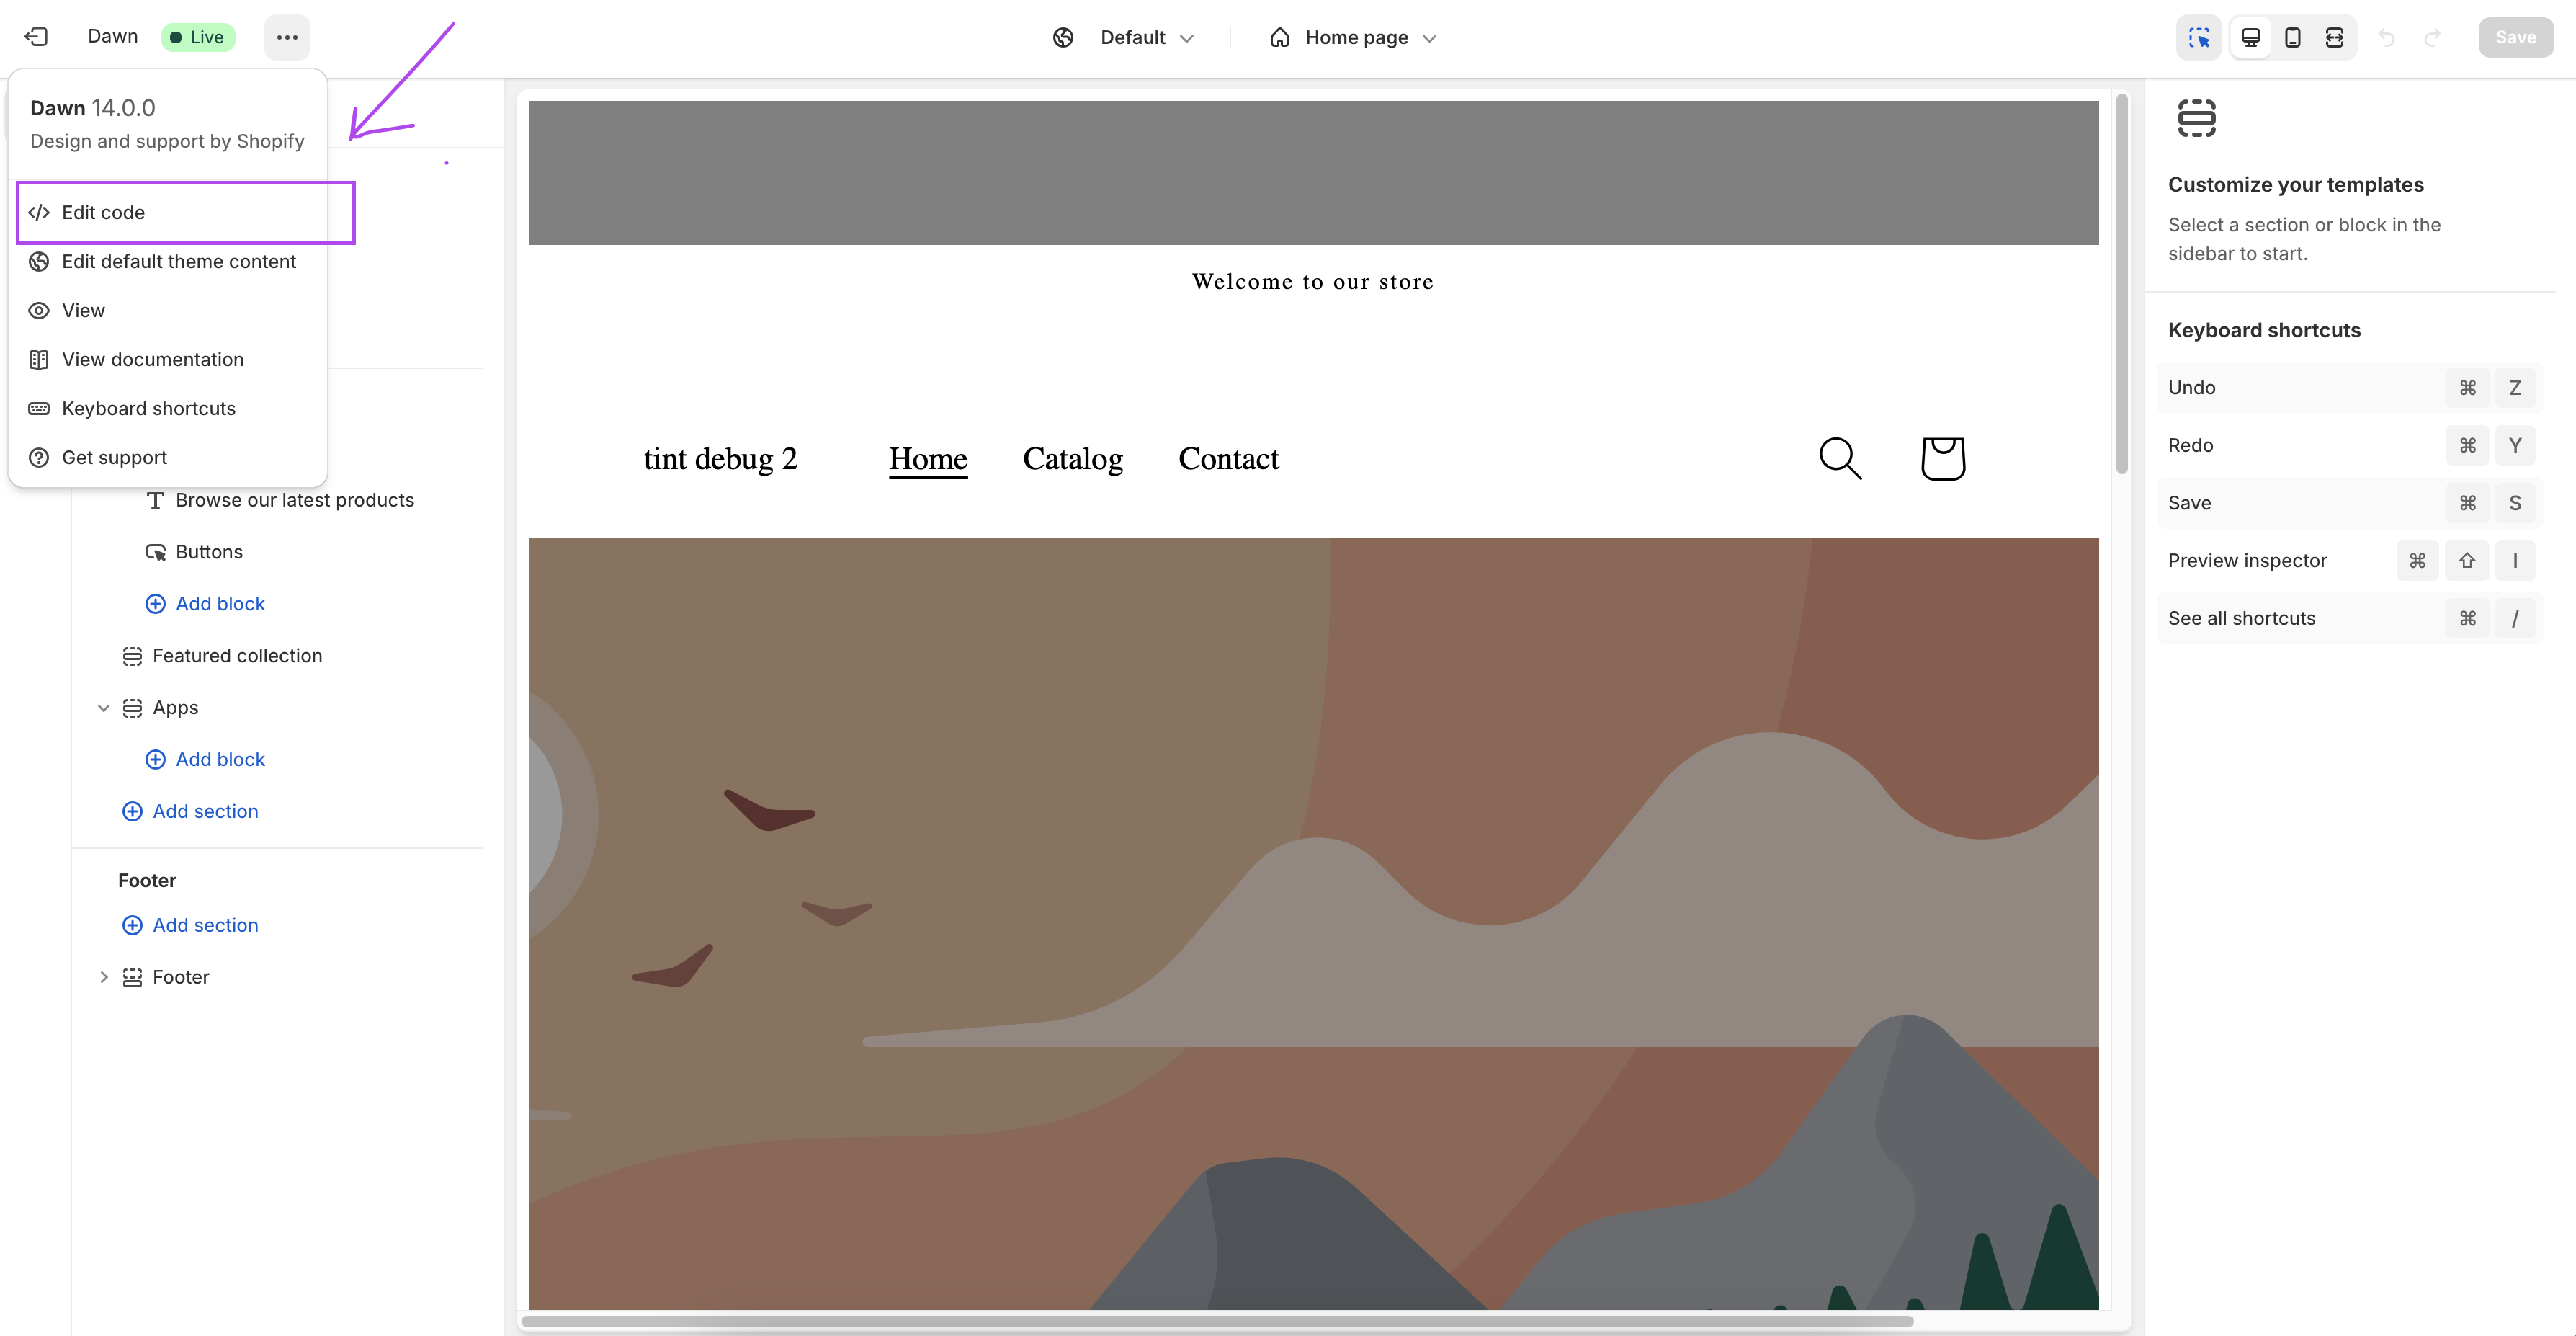 Dawn
Live
Default
Home page
Save
Dawn 14.0.0
Design and support by Shopify
Edit code
Edit default theme content
View
View documentation
Keyboard shortcuts
Get support
Browse our latest products
Buttons
Add block
Featured collection
Apps
Add block
Add section
Footer
Add section
Footer
Welcome to our store
tint debug 2
Home
Catalog
Contact
Customize your templates
Select a section or block in the
sidebar to start.
Keyboard shortcuts
Undo ⌘ Z
Redo ⌘ Y
Save ⌘ S
Preview inspector ⌘ ⇧ I
See all shortcuts ⌘ /